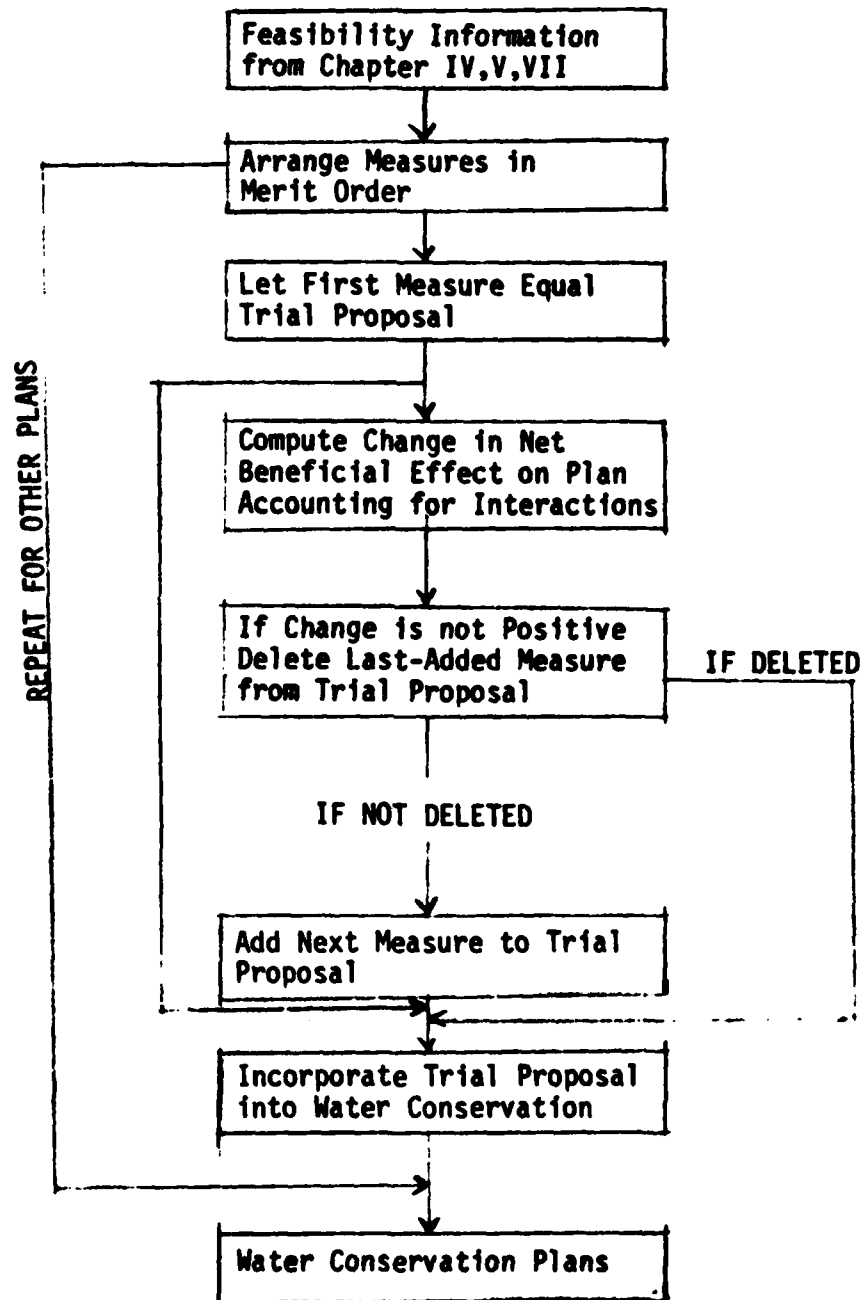 Feasibility Information
from Chapter IV,V,VII
Arrange Measures in
Merit Order
Let First Measure Equal
Trial Proposal
REPEAT FOR OTHER PLANS
Compute Change in Net
Beneficial Effect on Plan
Accounting for Interactions
If Change is not Positive
Delete Last-Added Measure
from Trial Proposal
IF DELETED
IF NOT DELETED
Add Next Measure to Trial
Proposal
Incorporate Trial Proposal
into Water Conservation
Water Conservation Plans